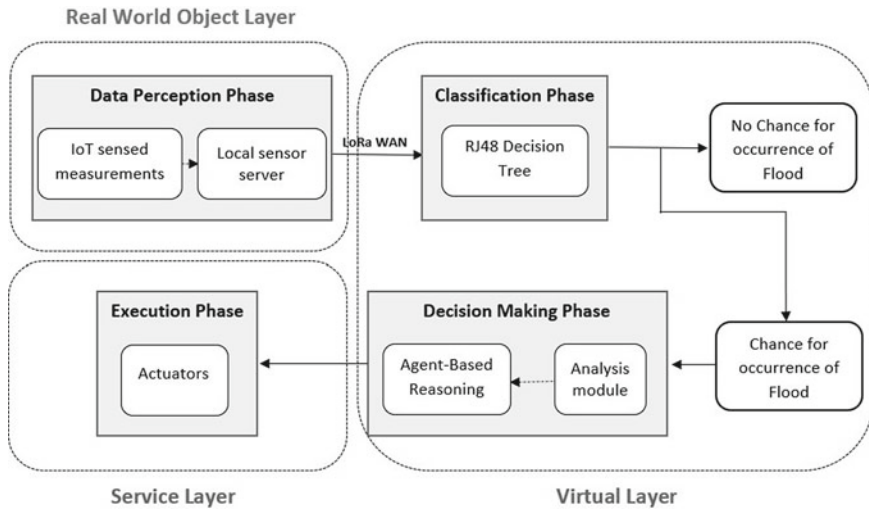 Real World Object Layer
Data Perception Phase
IoT sensed
measurements
Local sensor
server
LoRa WAN
Classification Phase
RJ48 Decision
Tree
No Chance for
occurrence of
Flood
Execution Phase
Actuators
Decision Making Phase
Agent-Based
Reasoning
Analysis
module
Chance for
occurrence of
Flood
Service Layer
Virtual Layer